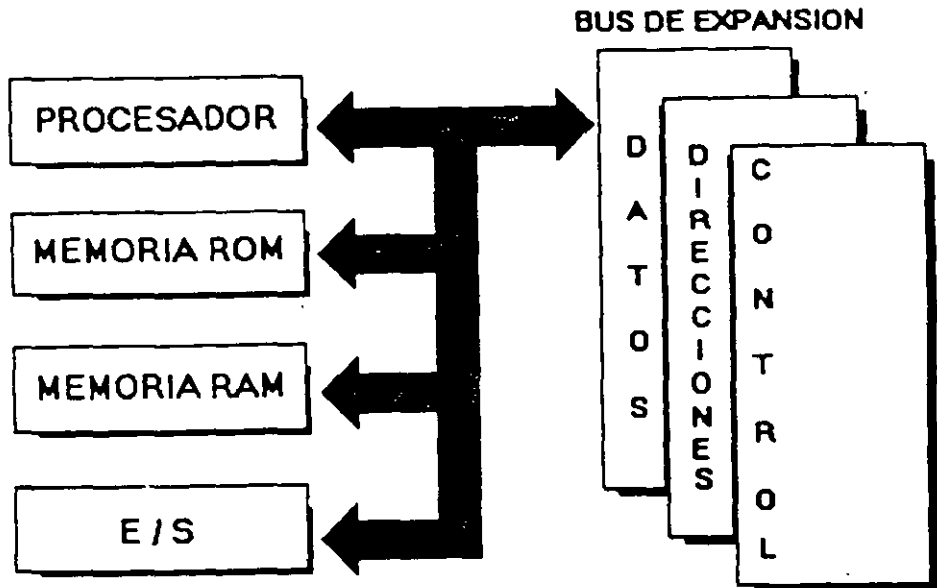 BUS DE EXPANSION
PROCESADOR
MEMORIA ROM
MEMORIA RAM
E / S
DATOS
DIRECCIONES
CONTROL